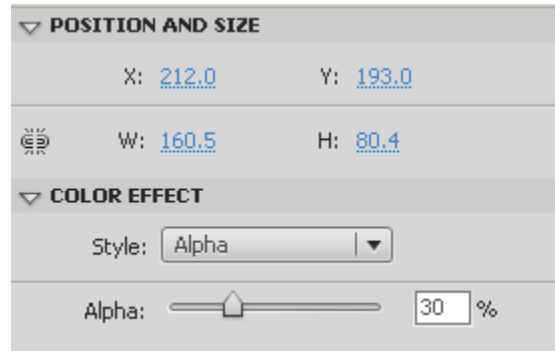 POSITION AND SIZE
X: 212.0 Y: 193.0
W: 160.5 H: 80.4
COLOR EFFECT
Style: Alpha
Alpha: 30 %